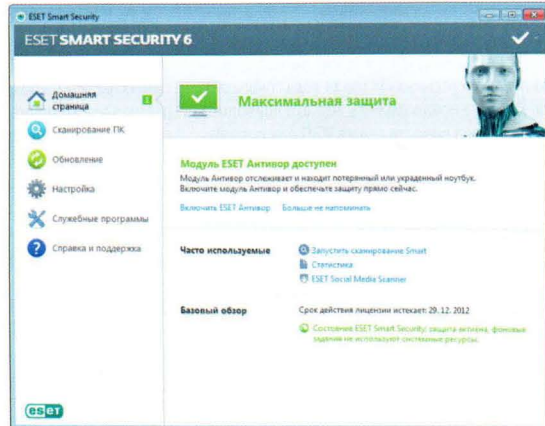 ESET Smart Security
ESET SMART SECURITY 6
Домашняя
страница
1
Сканирование ПК
Обновление
Настройка
Служебные программы
Справка и поддержка
Максимальная защита
Модуль ESET Антивор доступен
Модуль Антивор отслеживает и находит потерянный или украденный ноутбук.
Включите модуль Антивор и обеспечьте защиту прямо сейчас.
Включить ESET Антивор Больше не напоминать
Часто используемые
Запустить сканирование Smart
Статистика
ESET Social Media Scanner
Базовый обзор
Срок действия лицензии истекает: 29. 12. 2012
Состояние ESET Smart Security: защита активна, фоновые
задания не используют системные ресурсы.
eset